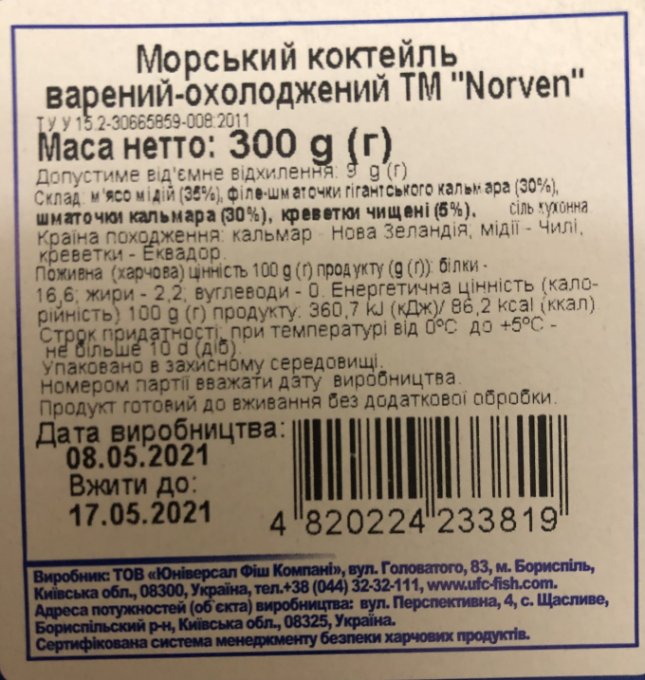 Морський коктейль
варений-охолоджений ТМ "Norven"
ТУ У 15.2-30665859-008:2011
Маса нетто: 300 g (г)
Допустиме від'ємне відхилення: 9 g (г)
Склад: м'ясо мідій (35%), філе-шматочки гігантського кальмара (30%),
шматочки кальмара (30%), креветки чищені (5%), сіль кухонна
Країна походження: кальмар - Нова Зеландія; мідії - Чилі,
креветки - Еквадор.
Поживна (харчова) цінність 100 g (г) продукту (g (г)): білки -
16,6; жири - 2,2; вуглеводи - 0. Енергетична цінність (кало-
рійність) 100 g (г) продукту: 360,7 kJ (кДж)/ 86,2 kcal (ккал)
Строк придатності: при температурі від 0°С до +5°С -
не більше 10 d (діб).
Упаковано в захисному середовищі.
Номером партії вважати дату виробництва.
Продукт готовий до вживання без додаткової обробки.
Дата виробництва:
08.05.2021
Вжити до:
17.05.2021
4 820224 233819
Виробник: ТОВ «Юніверсал Фіш Компані», вул. Головатого, 83, м. Бориспіль,
Київська обл., 08300, Україна, тел.+38 (044) 32-32-111, www.ufc-fish.com.
Адреса потужностей (об'єкта) виробництва: вул. Перспективна, 4, с. Щасливе,
Бориспільський р-н, Київська обл., 08325, Україна.
Сертифікована система менеджменту безпеки харчових продуктів.